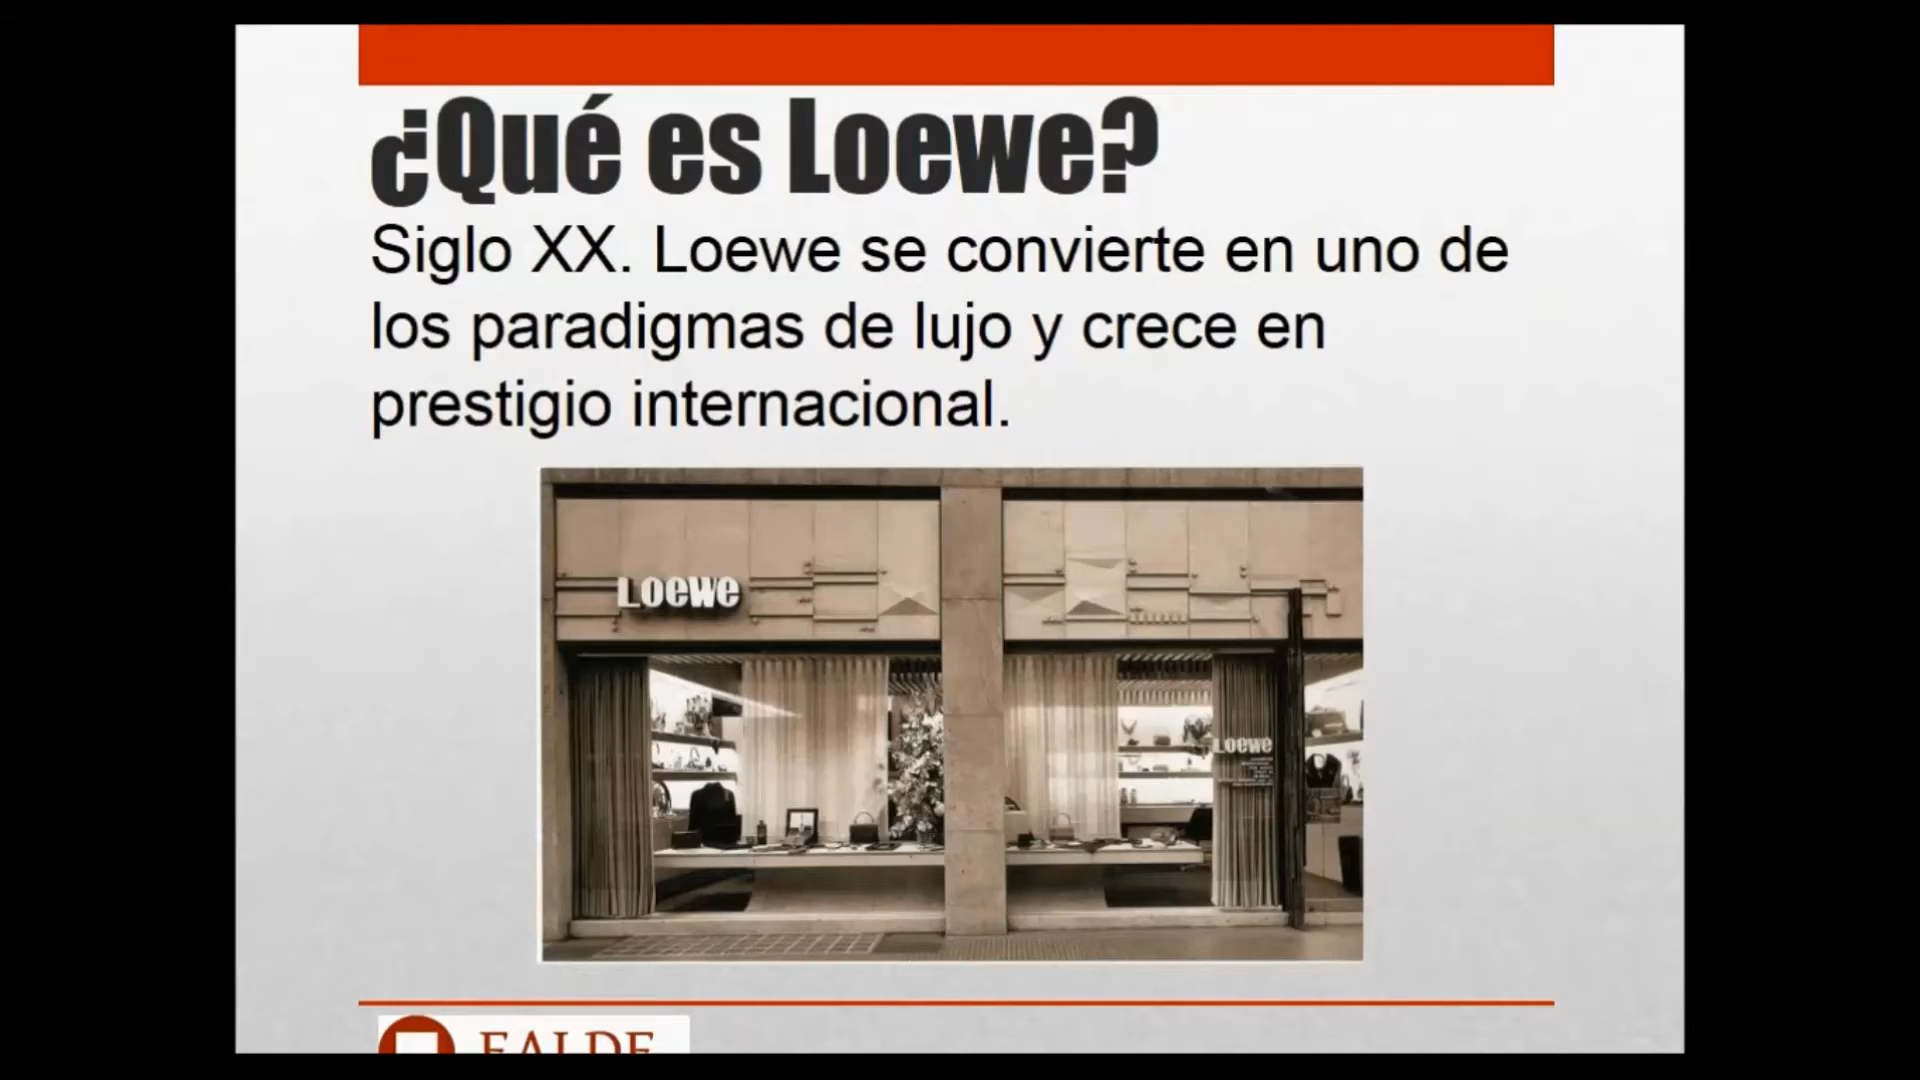 ¿Qué es Loewe?
Siglo XX. Loewe se convierte en uno de
los paradigmas de lujo y crece en
prestigio internacional.
Loewe
Loewe
EALDE